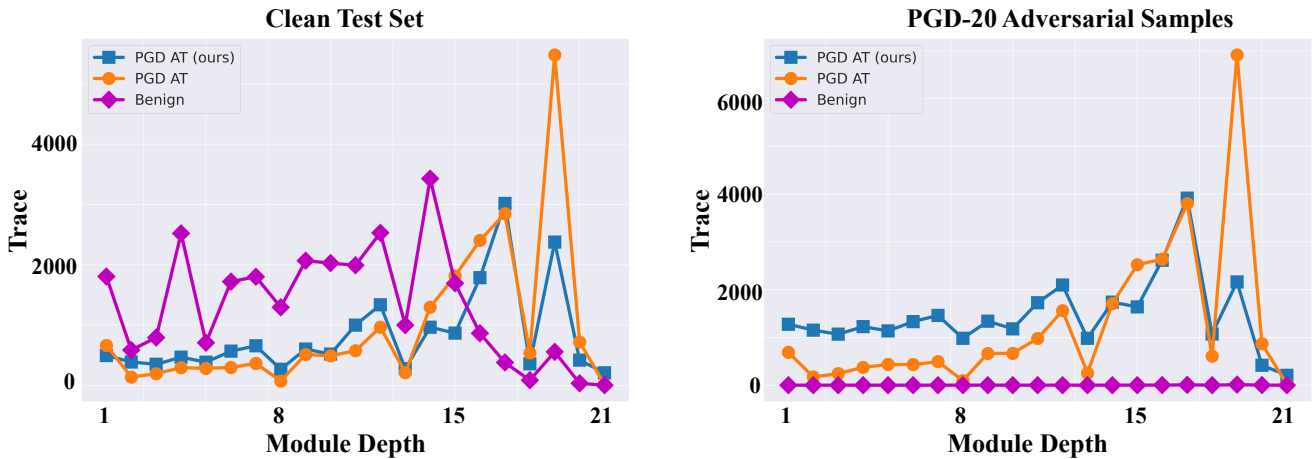 Clean Test Set
PGD AT (ours)
PGD AT
Benign
4000
2000
0
Trace
1 8 15 21
Module Depth
PGD-20 Adversarial Samples
PGD AT (ours)
PGD AT
Benign
6000
4000
2000
0
Trace
1 8 15 21
Module Depth